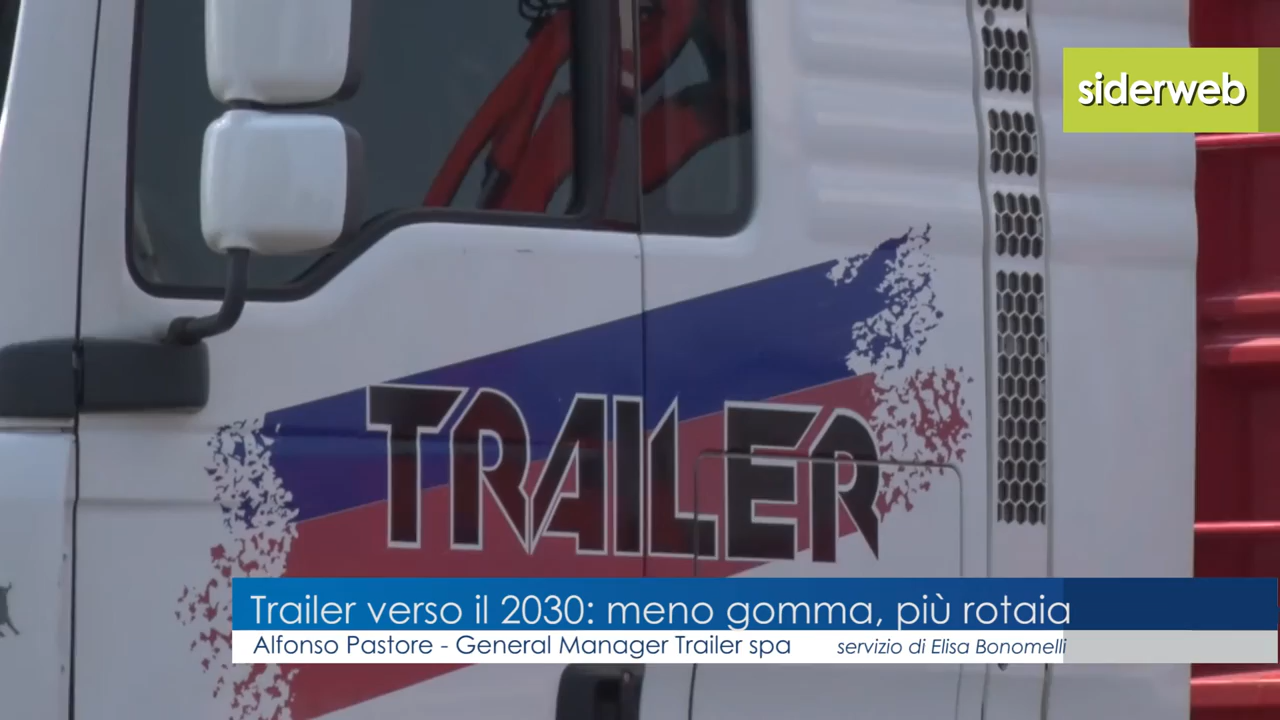 siderweb
TRAILER
Trailer verso il 2030: meno gomma, più rotaia
Alfonso Pastore - General Manager Trailer spa servizio di Elisa Bonomelli